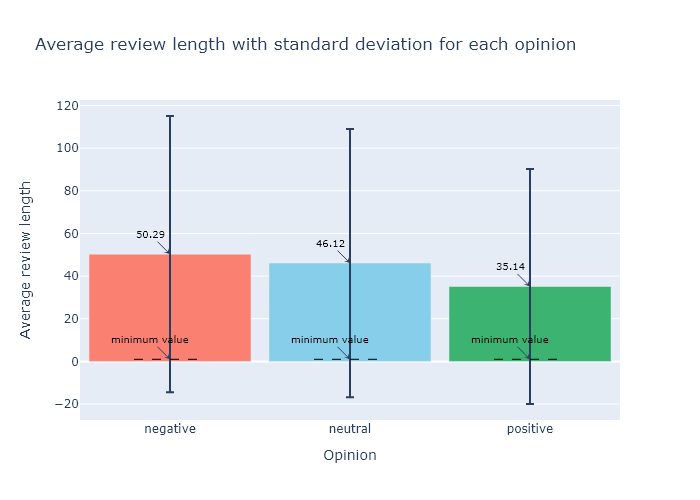 Average review length with standard deviation for each opinion
Average review length
120
100
80
60
40
20
0
−20
50.29
46.12
35.14
minimum value
minimum value
minimum value
negative
neutral
positive
Opinion